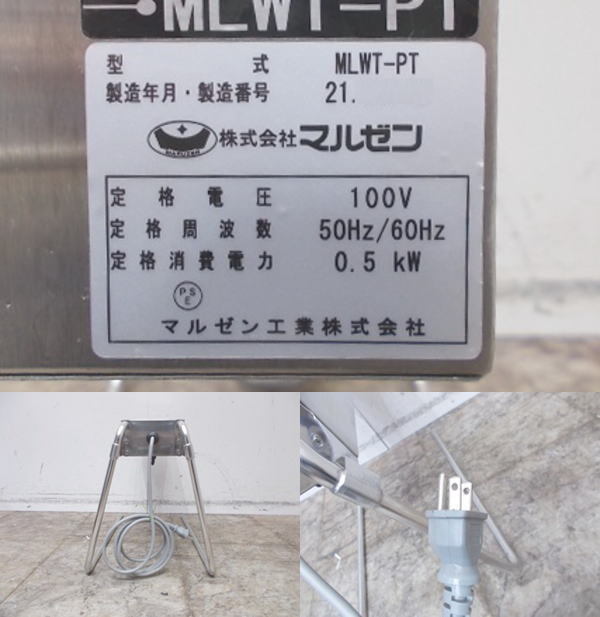 MLWT-PT
型式 MLWT-PT
製造年月・製造番号 21.
MARUZEN 株式会社マルゼン
定格電圧 100V
定格周波数 50Hz/60Hz
定格消費電力 0.5 kW
PS
E
マルゼン工業株式会社